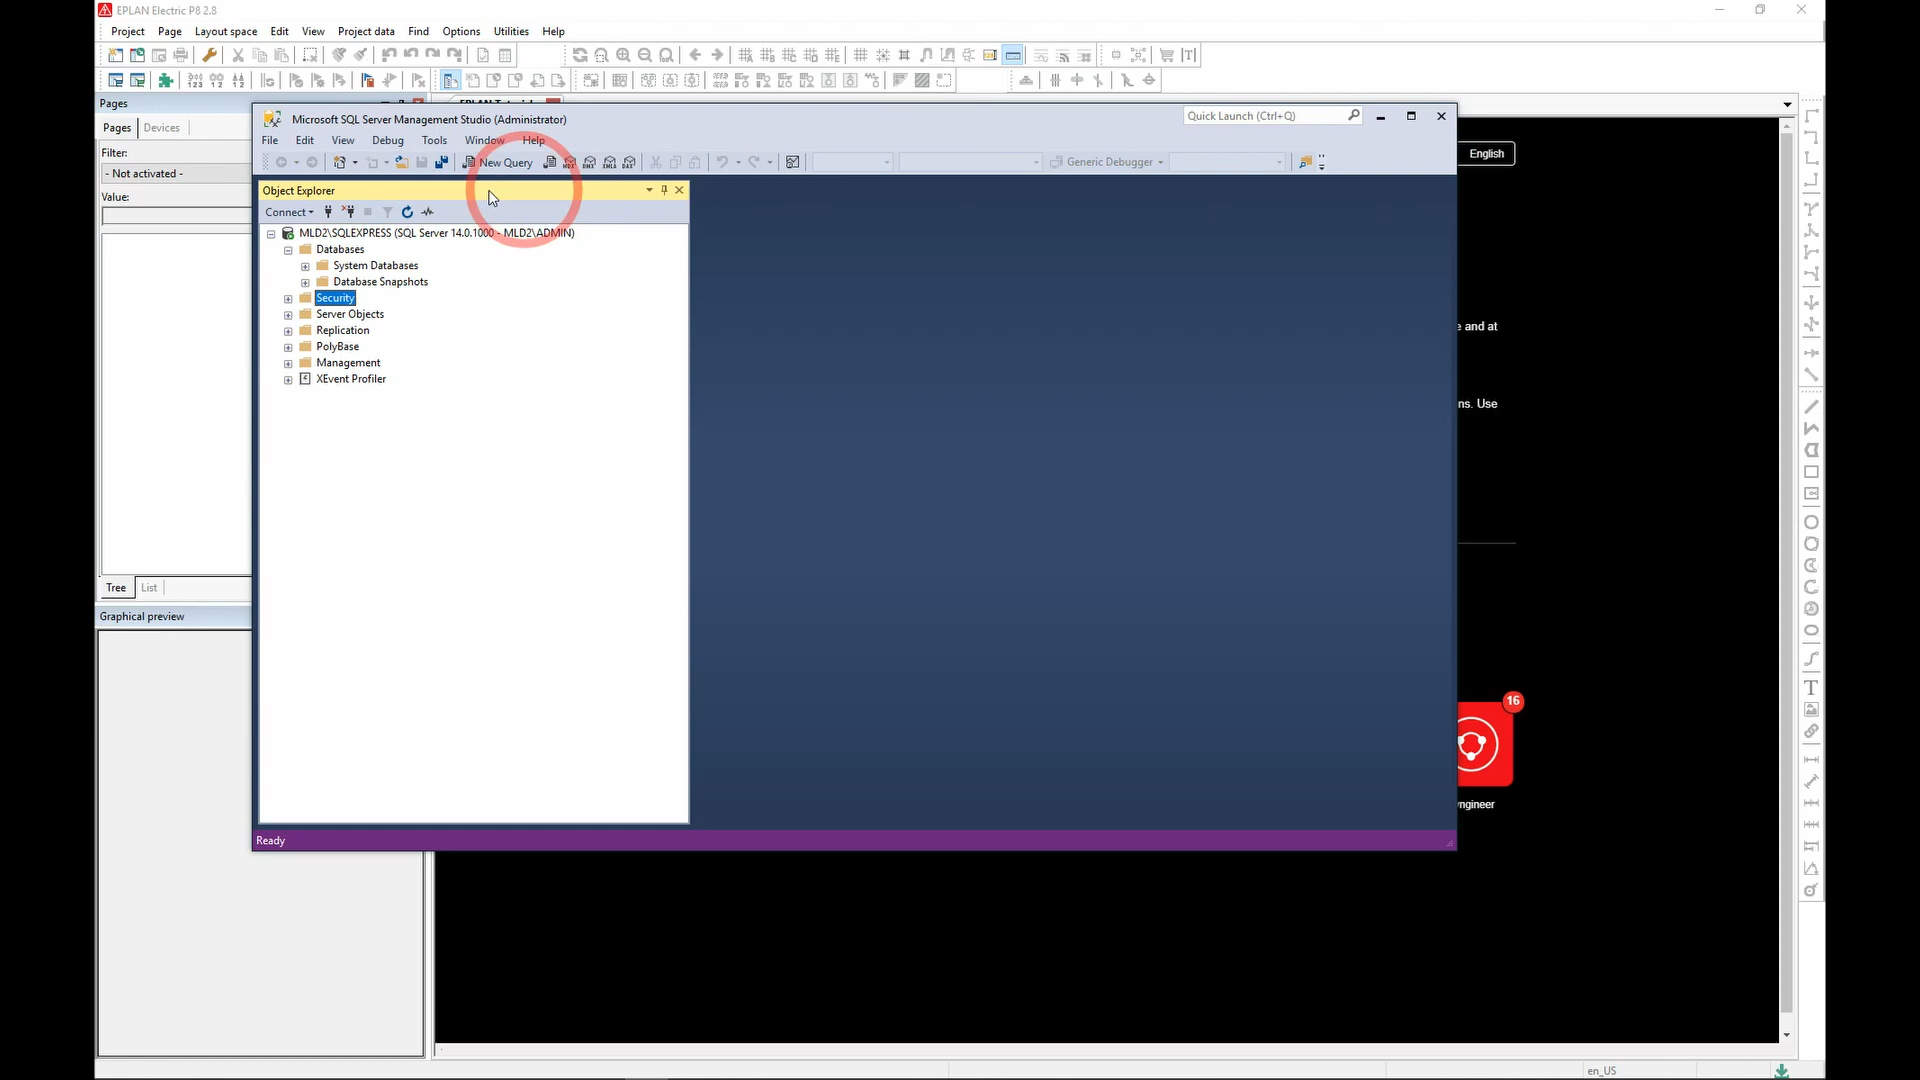 EPLAN Electric P8 2.8
Project Page Layout space Edit View Project data Find Options Utilities Help
Pages
Pages Devices
Filter:
- Not activated -
Value:
Tree List
Graphical preview
Microsoft SQL Server Management Studio (Administrator)
Quick Launch (Ctrl+Q)
File Edit View Debug Tools Window Help
New Query
Generic Debugger
Object Explorer
Connect
MLD2\SQLEXPRESS (SQL Server 14.0.1000 - MLD2\ADMIN)
Databases
System Databases
Database Snapshots
Security
Server Objects
Replication
PolyBase
Management
XEvent Profiler
Ready
English
e and at
ns. Use
16
ngineer
en_US